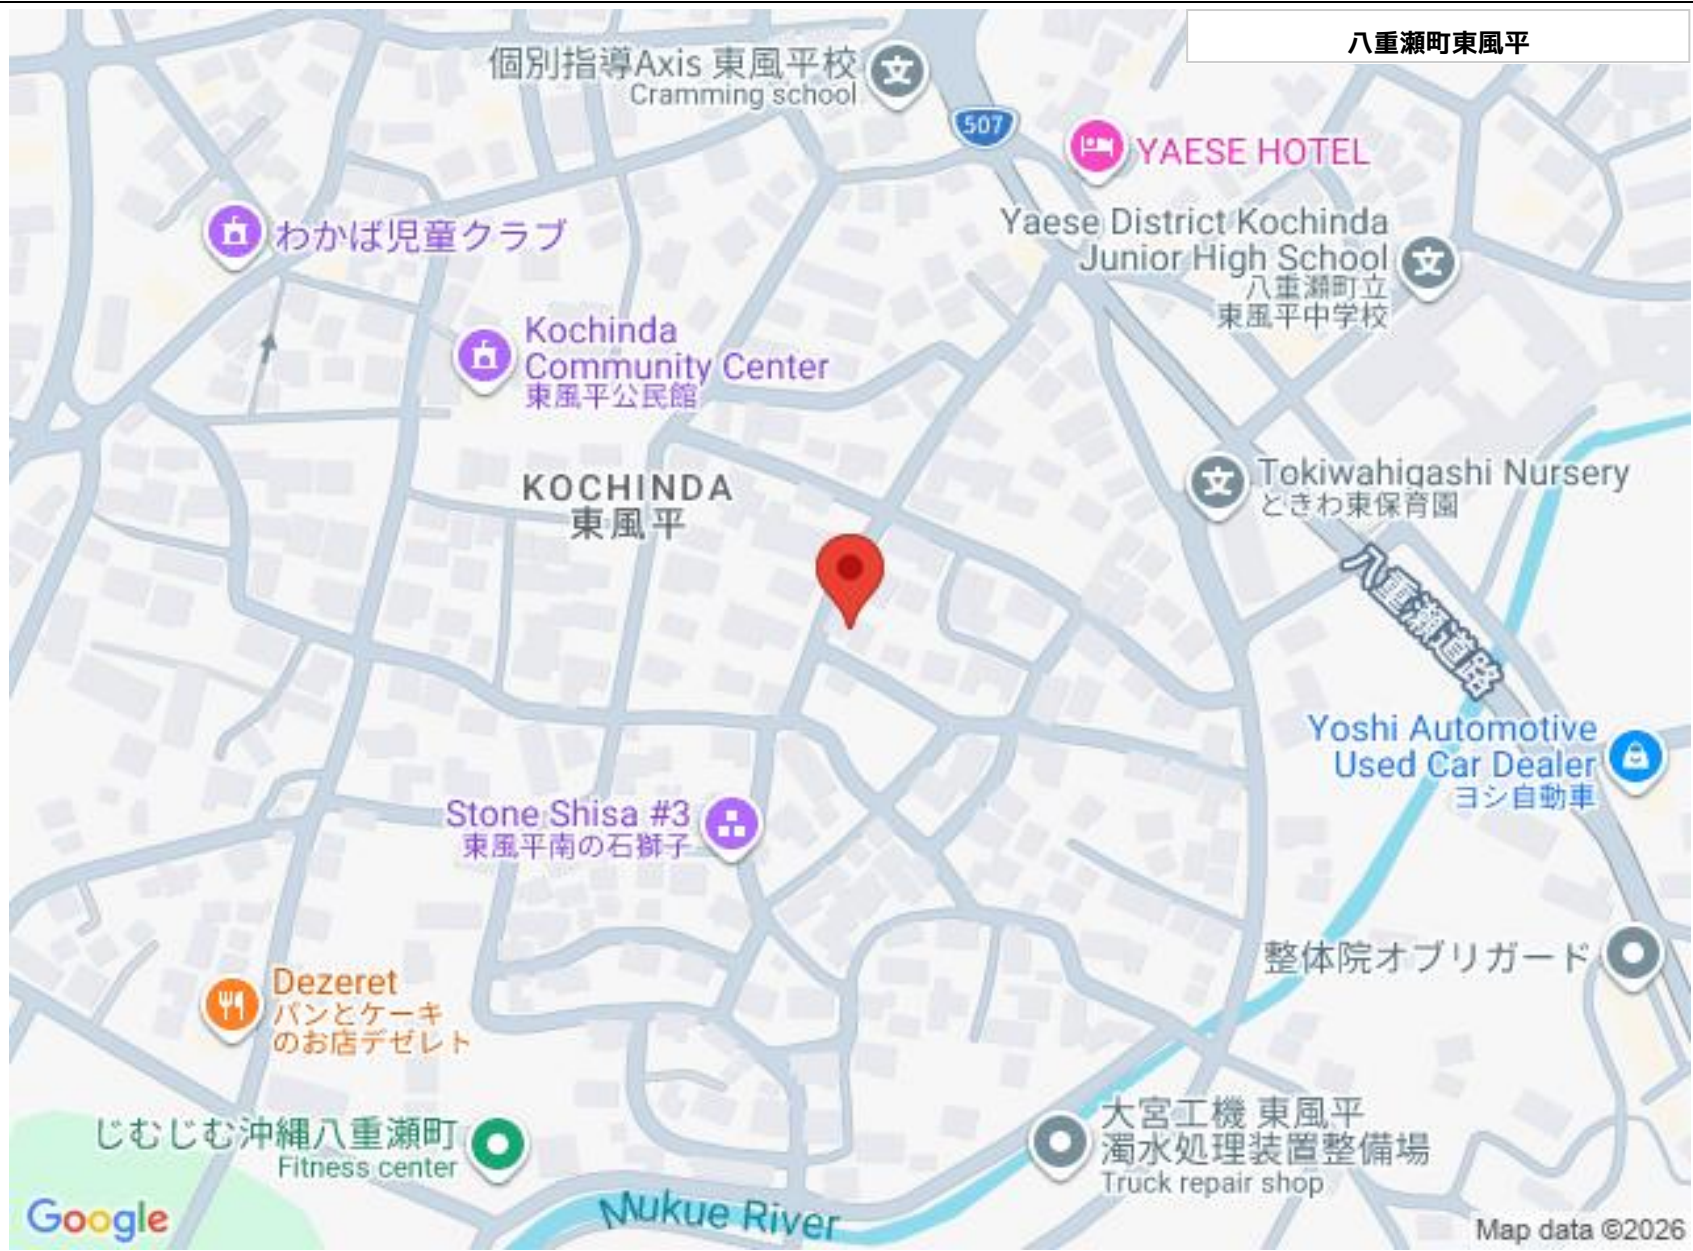 八重瀬町東風平
個別指導Axis 東風平校
Cramming school
507
YAESE HOTEL
わかば児童クラブ
Yaese District Kochinda
Junior High School
八重瀬町立
東風平中学校
Kochinda
Community Center
東風平公民館
KOCHINDA
東風平
Tokiwahigashi Nursery
ときわ東保育園
八重瀬道路
Yoshi Automotive
Used Car Dealer
ヨシ自動車
Stone Shisa #3
東風平南の石獅子
整体院オブリガード
Dezeret
パンとケーキ
のお店デゼレト
じむじむ沖縄八重瀬町
Fitness center
大宮工機 東風平
濁水処理装置整備場
Truck repair shop
Mukue River
Google
Map data ©2026